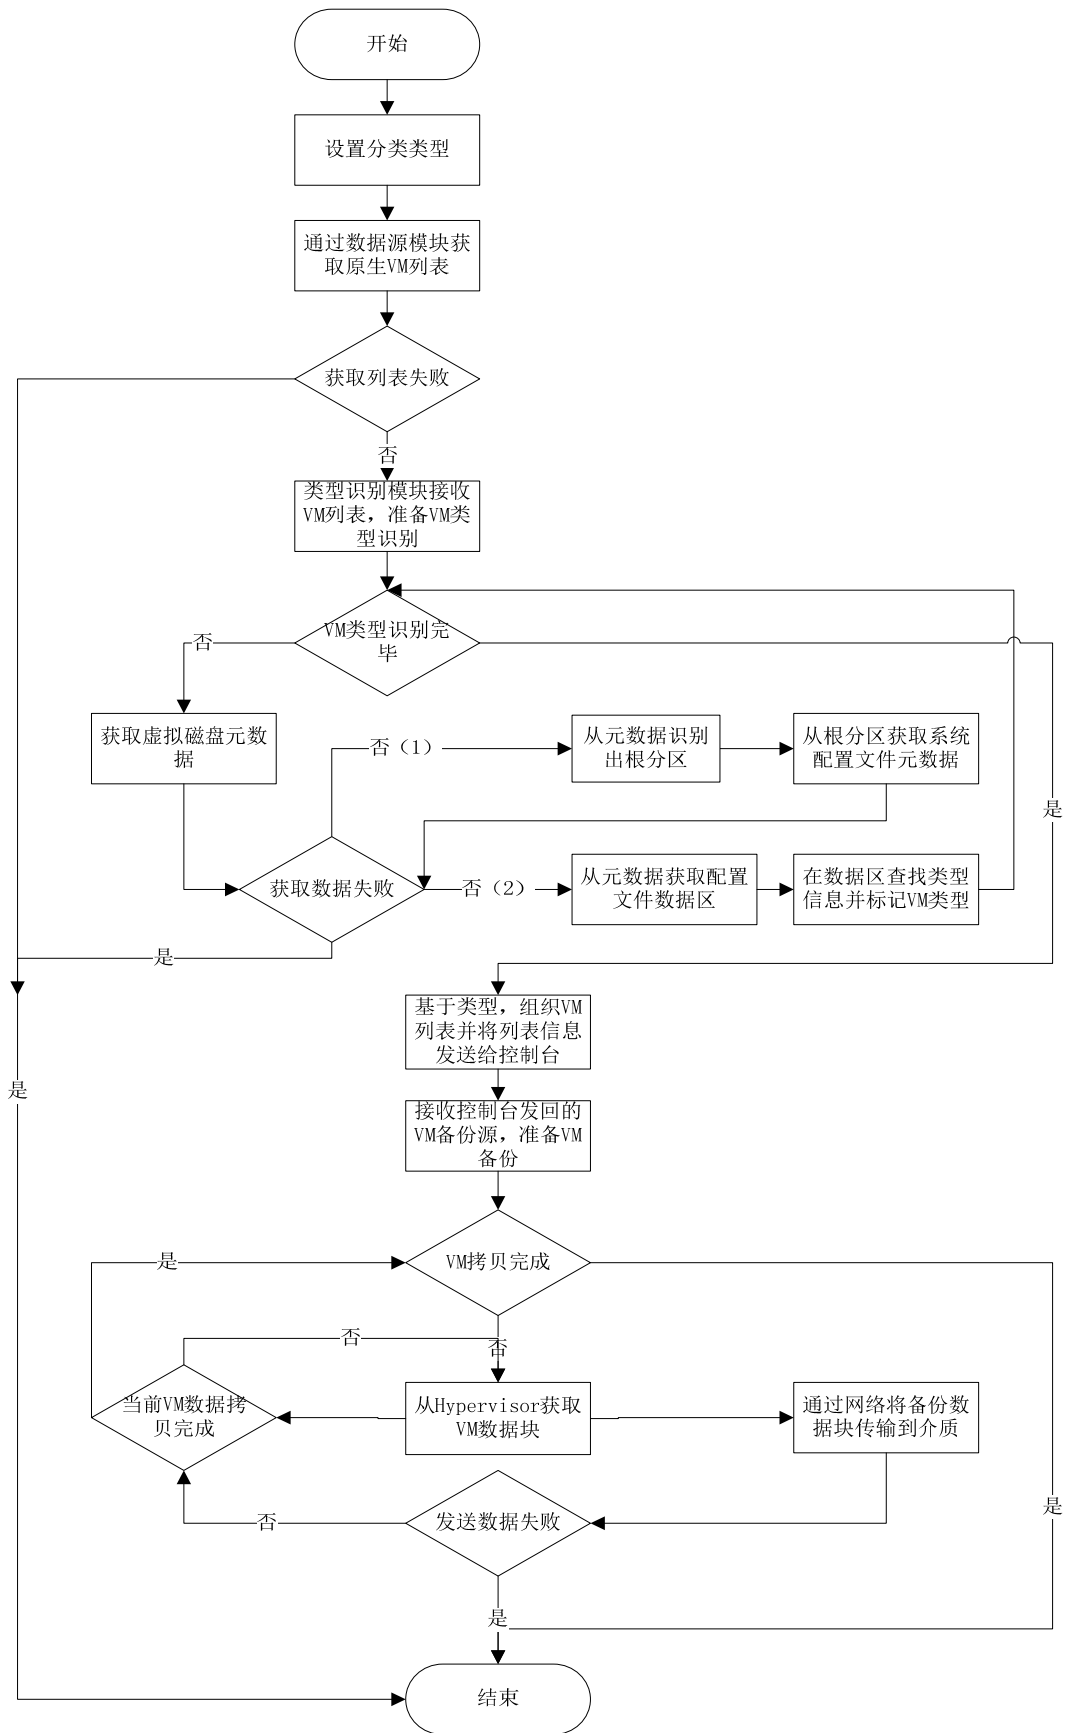 开始
设置分类类型
通过数据源模块获
取原生VM列表
获取列表失败
否
类型识别模块接收
VM列表，准备VM类
型识别
VM类型识别完
毕
否
获取虚拟磁盘元数
据
否（1）
从元数据识别
出根分区
从根分区获取系统
配置文件元数据
是
获取数据失败
否（2）
从元数据获取配置
文件数据区
在数据区查找类型
信息并标记VM类型
是
基于类型，组织VM
列表并将列表信息
发送给控制台
是
接收控制台发回的
VM备份源，准备VM
备份
是
VM拷贝完成
否
否
当前VM数据拷
贝完成
从Hypervisor获取
VM数据块
通过网络将备份数
据块传输到介质
是
否
发送数据失败
是
结束